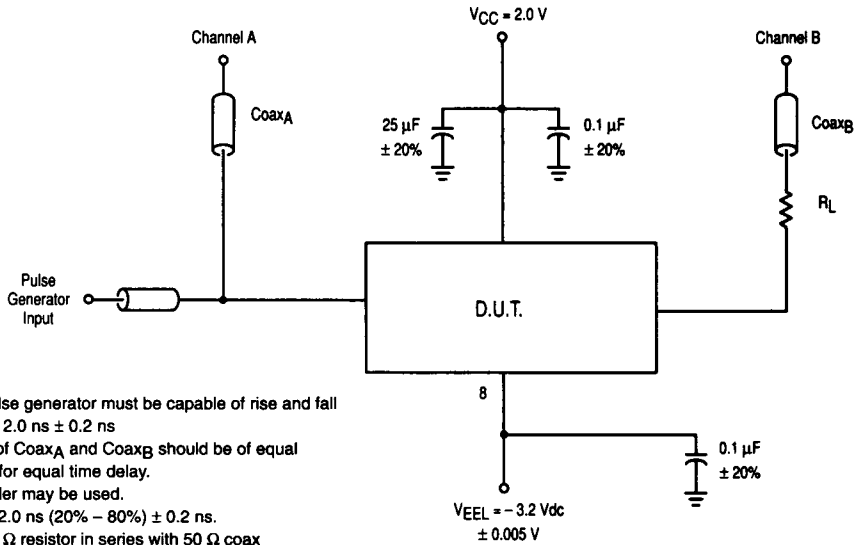 VCC = 2.0 V
Channel A
Channel B
CoaxA
25 µF
± 20%
0.1 µF
± 20%
CoaxB
RL
Pulse
Generator
Input
D.U.T.
8
generator must be capable of rise and fall
2.0 ns ± 0.2 ns
of CoaxA and CoaxB should be of equal
for equal time delay.
may be used.
2.0 ns (20% – 80%) ± 0.2 ns.
Ω resistor in series with 50 Ω coax
0.1 µF
± 20%
VEEL = – 3.2 Vdc
± 0.005 V